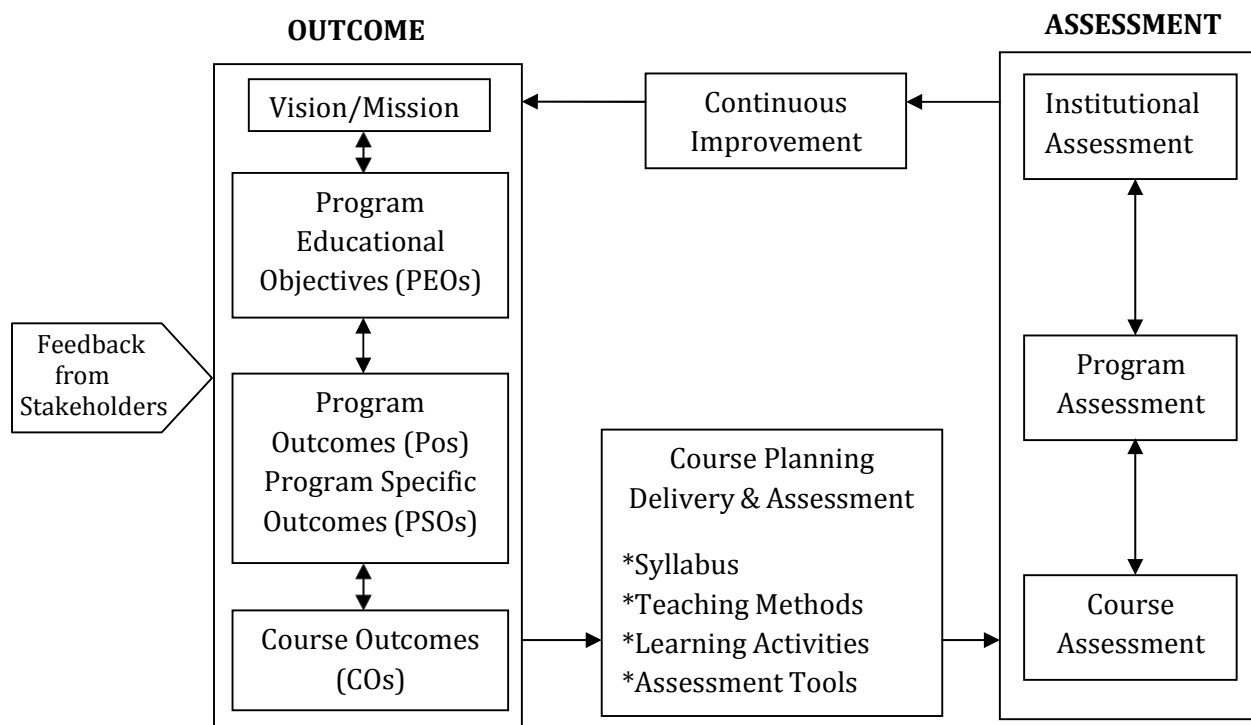 OUTCOME
Vision/Mission
Program
Educational
Objectives (PEOs)
Program
Outcomes (Pos)
Program Specific
Outcomes (PSOs)
Course Outcomes
(COs)
Feedback
from
Stakeholders
Continuous
Improvement
Course Planning
Delivery & Assessment
*Syllabus
*Teaching Methods
*Learning Activities
*Assessment Tools
ASSESSMENT
Institutional
Assessment
Program
Assessment
Course
Assessment